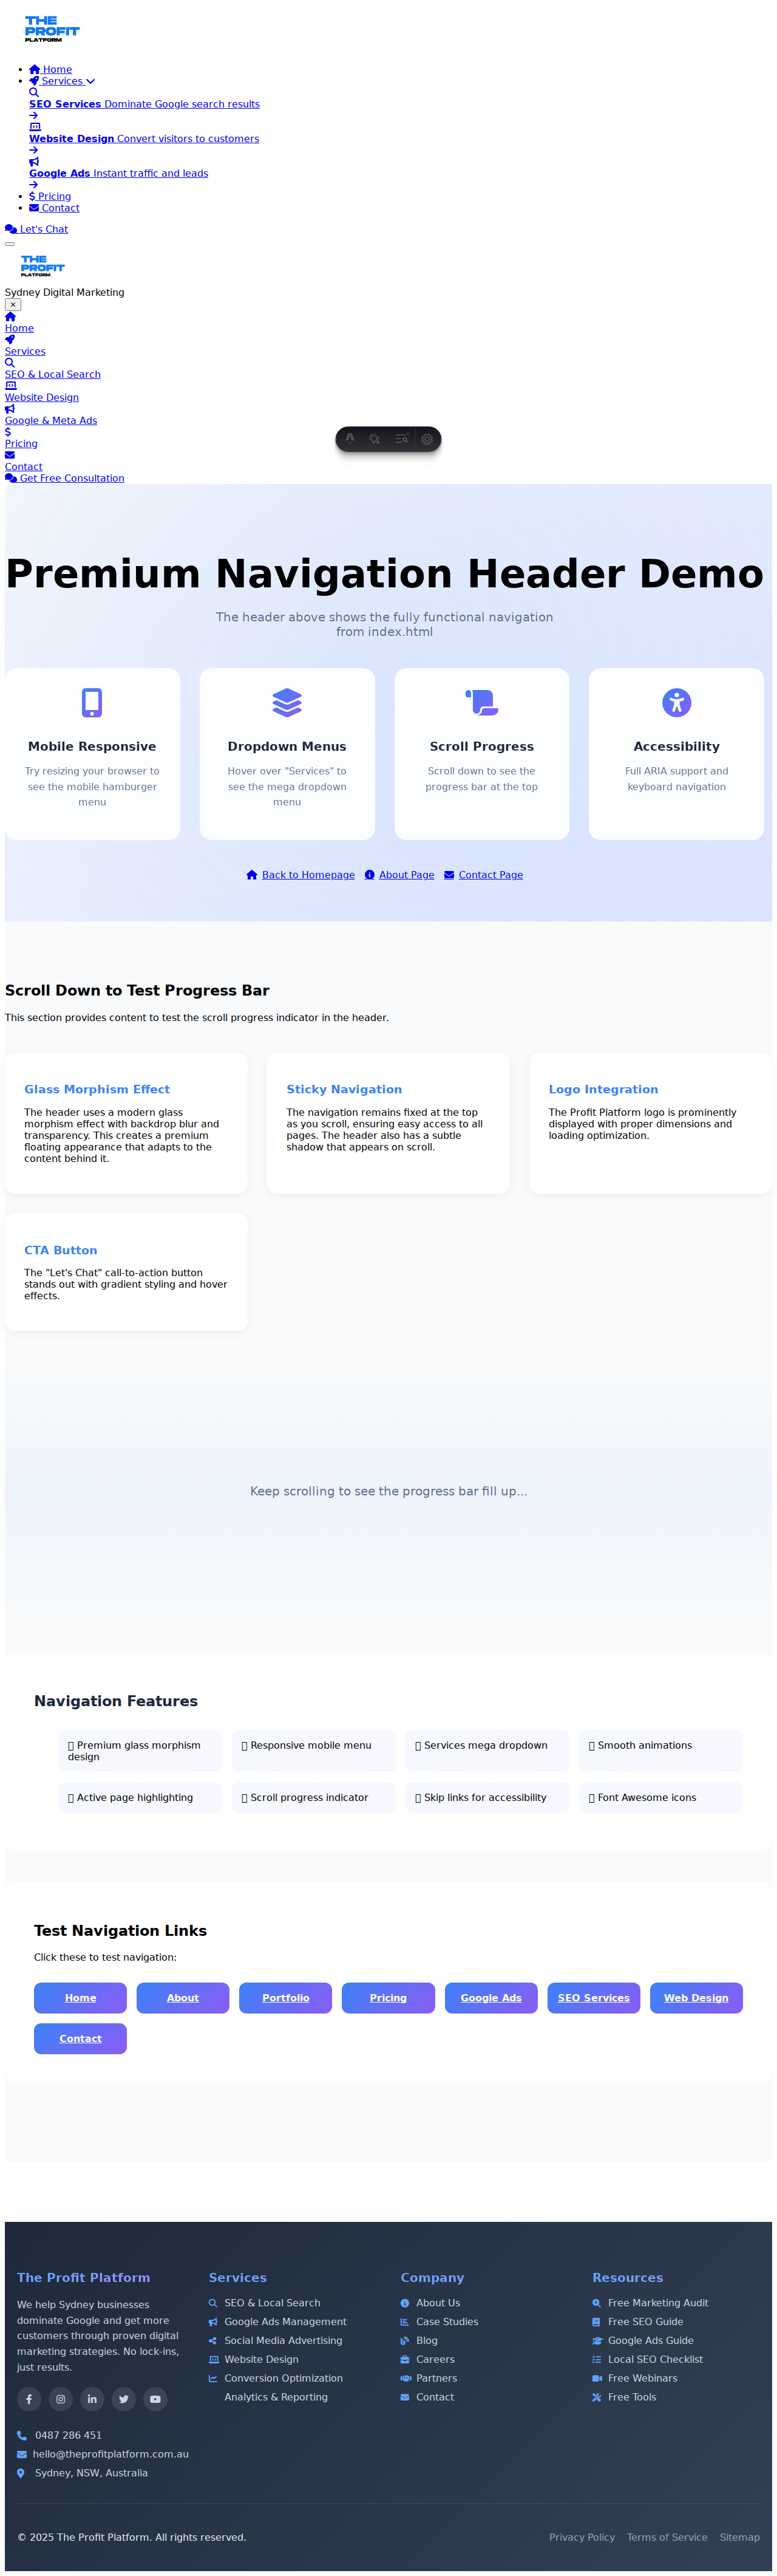 THE
PROFIT
PLATFORM
Home
Services
SEO Services Dominate Google search results
Website Design Convert visitors to customers
Google Ads Instant traffic and leads
Pricing
Contact
Let's Chat
THE
PROFIT
PLATFORM
Sydney Digital Marketing
Home
Services
SEO & Local Search
Website Design
Google & Meta Ads
Pricing
Contact
Get Free Consultation
Premium Navigation Header Demo
The header above shows the fully functional navigation
from index.html
Mobile Responsive
Try resizing your browser to
see the mobile hamburger
menu
Dropdown Menus
Hover over "Services" to
see the mega dropdown
menu
Scroll Progress
Scroll down to see the
progress bar at the top
Accessibility
Full ARIA support and
keyboard navigation
Back to Homepage About Page Contact Page
Scroll Down to Test Progress Bar
This section provides content to test the scroll progress indicator in the header.
Glass Morphism Effect
The header uses a modern glass
morphism effect with backdrop blur and
transparency. This creates a premium
floating appearance that adapts to the
content behind it.
Sticky Navigation
The navigation remains fixed at the top
as you scroll, ensuring easy access to all
pages. The header also has a subtle
shadow that appears on scroll.
Logo Integration
The Profit Platform logo is prominently
displayed with proper dimensions and
loading optimization.
CTA Button
The "Let's Chat" call-to-action button
stands out with gradient styling and hover
effects.
Keep scrolling to see the progress bar fill up...
Navigation Features
Premium glass morphism
design
Responsive mobile menu
Services mega dropdown
Smooth animations
Active page highlighting
Scroll progress indicator
Skip links for accessibility
Font Awesome icons
Test Navigation Links
Click these to test navigation:
Home About Portfolio Pricing Google Ads SEO Services Web Design
Contact
The Profit Platform
We help Sydney businesses
dominate Google and get more
customers through proven digital
marketing strategies. No lock-ins,
just results.
0487 286 451
hello@theprofitplatform.com.au
Sydney, NSW, Australia
Services
SEO & Local Search
Google Ads Management
Social Media Advertising
Website Design
Conversion Optimization
Analytics & Reporting
Company
About Us
Case Studies
Blog
Careers
Partners
Contact
Resources
Free Marketing Audit
Free SEO Guide
Google Ads Guide
Local SEO Checklist
Free Webinars
Free Tools
© 2025 The Profit Platform. All rights reserved.
Privacy Policy Terms of Service Sitemap